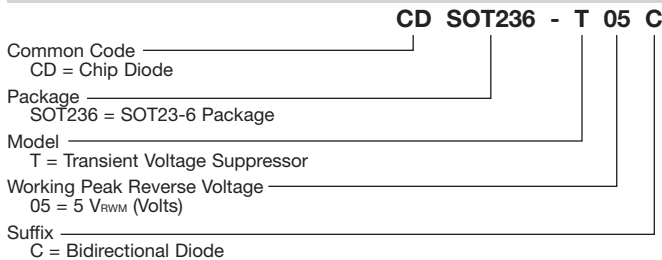 CD SOT236 - T 05 C
Common Code
CD = Chip Diode
Package
SOT236 = SOT23-6 Package
Model
T = Transient Voltage Suppressor
Working Peak Reverse Voltage
05 = 5 VRWM (Volts)
Suffix
C = Bidirectional Diode